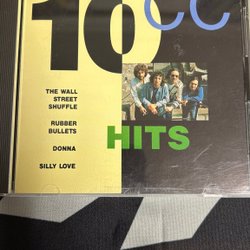 10
CC
THE WALL
STREET
SHUFFLE
RUBBER
BULLETS
DONNA
SILLY LOVE
HITS